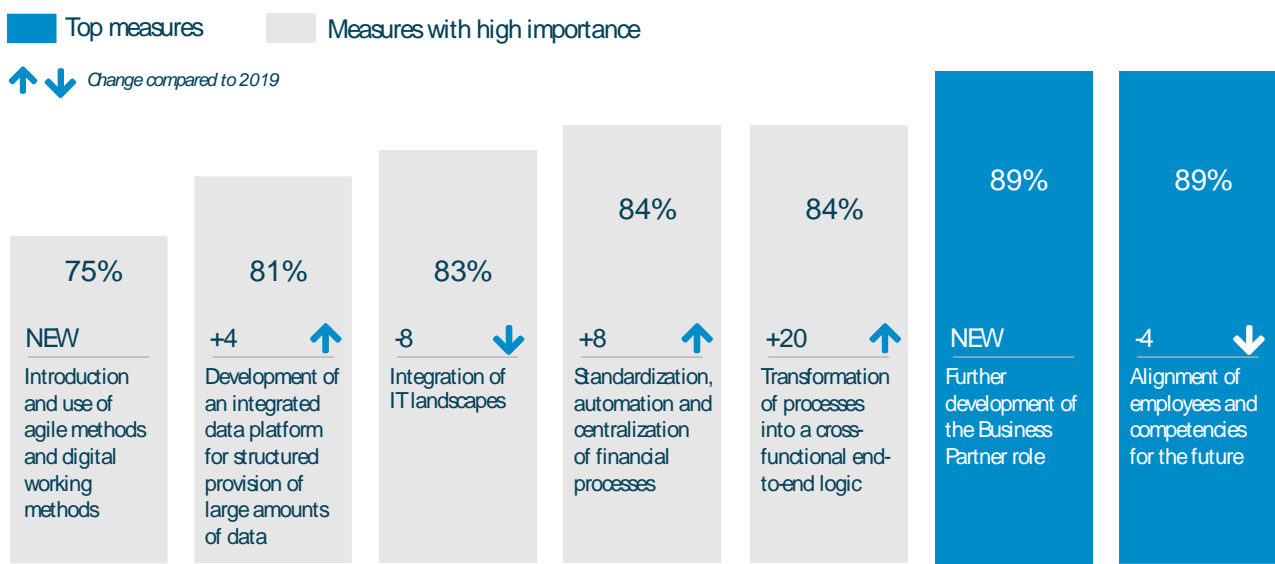 Top measures
Measures with high importance
Change compared to 2019
75%
NEW
Introduction
and use of
agile methods
and digital
working
methods
81%
+4
Development of
an integrated
data platform
for structured
provision of
large amounts
of data
83%
-8
Integration of
IT landscapes
84%
+8
Standardization,
automation and
centralization
of financial
processes
84%
+20
Transformation
of processes
into a cross-
functional end-
to-end logic
89%
NEW
Further
development of
the Business
Partner role
89%
-4
Alignment of
employees and
competencies
for the future